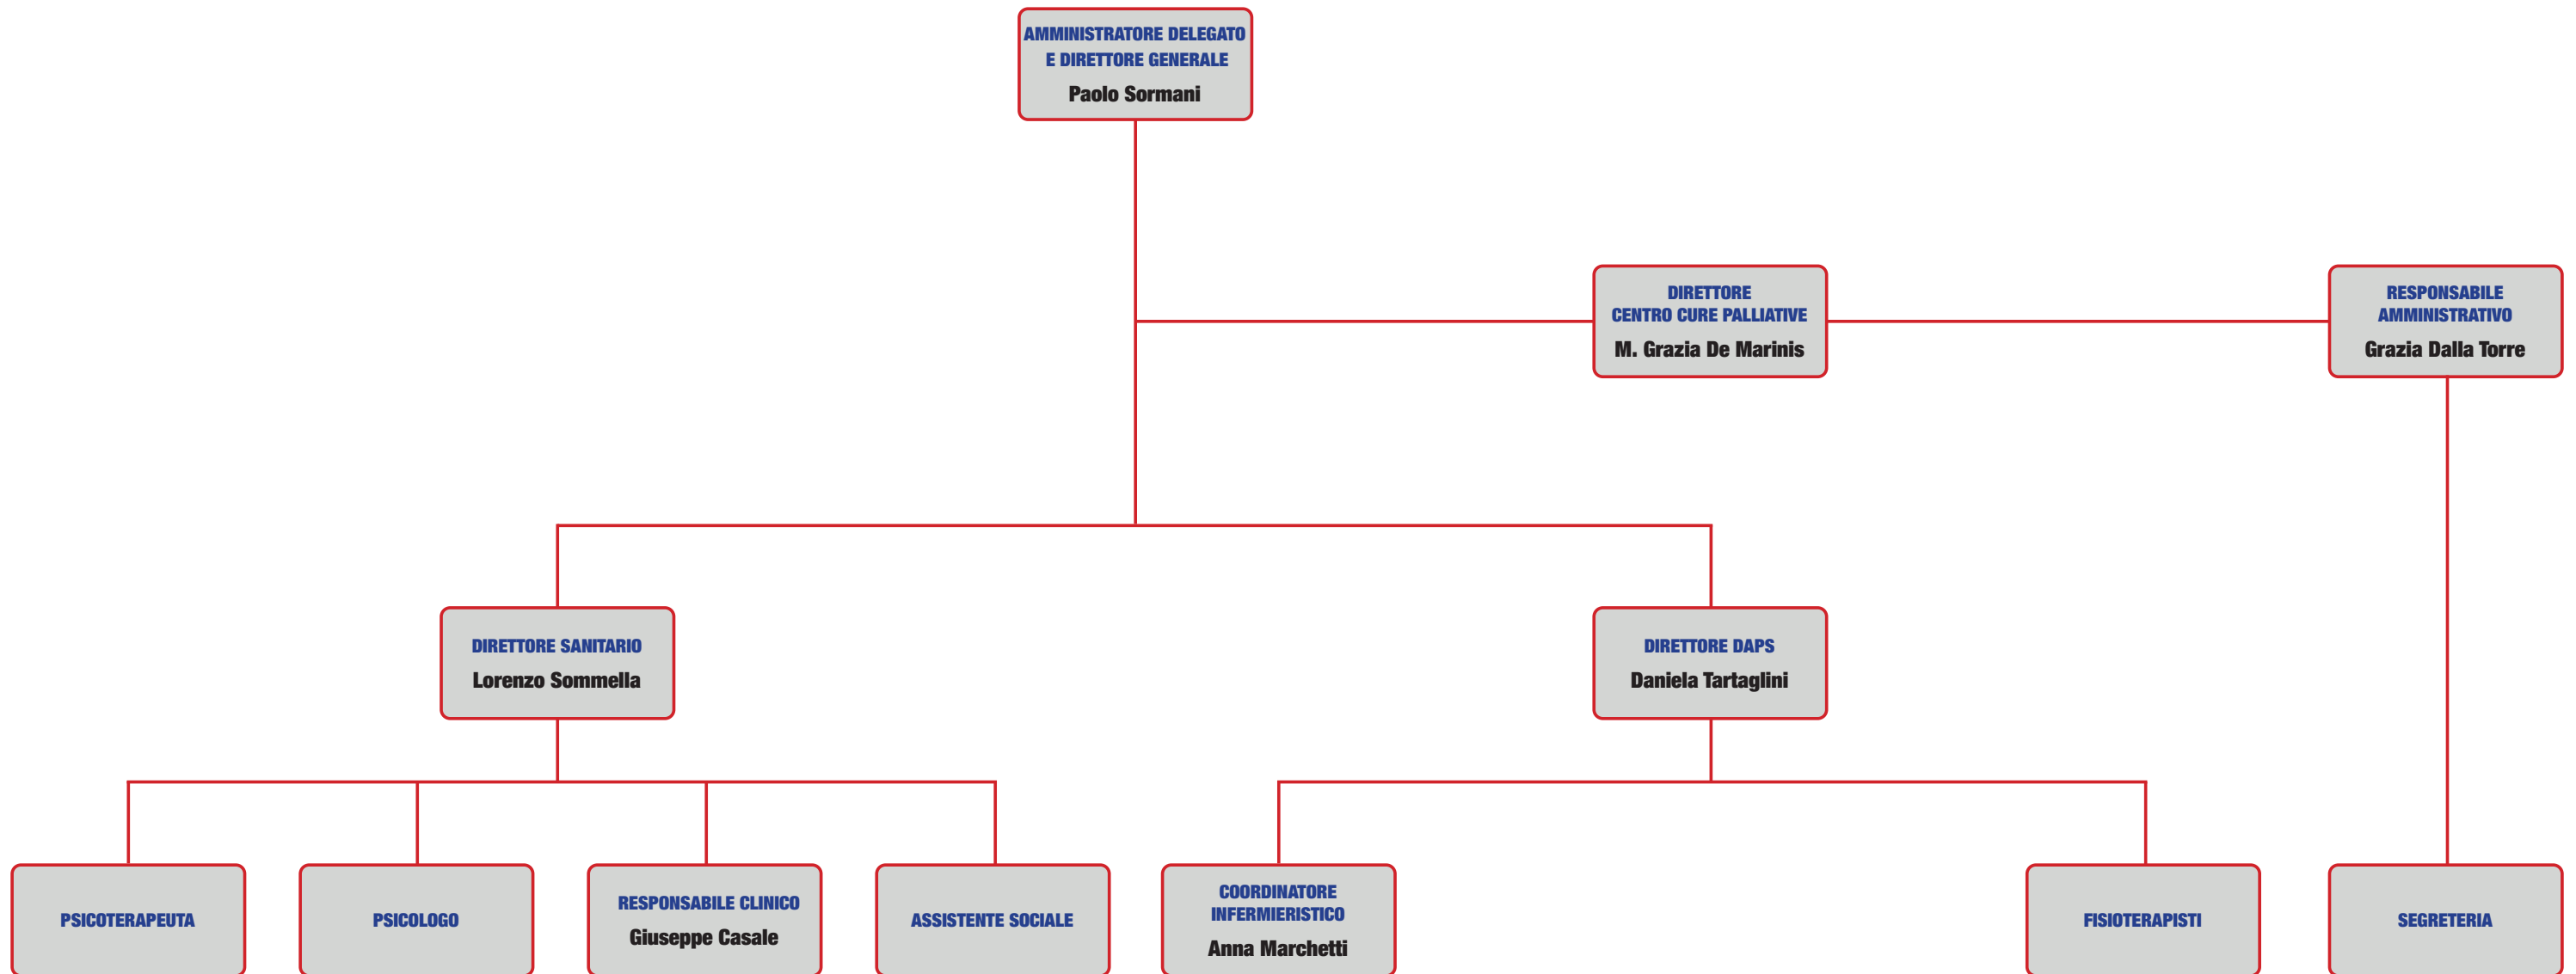 AMMINISTRATORE DELEGATO
E DIRETTORE GENERALE
Paolo Sormani
DIRETTORE
CENTRO CURE PALLIATIVE
M. Grazia De Marinis
RESPONSABILE
AMMINISTRATIVO
Grazia Dalla Torre
DIRETTORE SANITARIO
Lorenzo Sommella
DIRETTORE DAPS
Daniela Tartaglini
PSICOTERAPEUTA
PSICOLOGO
RESPONSABILE CLINICO
Giuseppe Casale
ASSISTENTE SOCIALE
COORDINATORE
INFERMIERISTICO
Anna Marchetti
FISIOTERAPISTI
SEGRETERIA